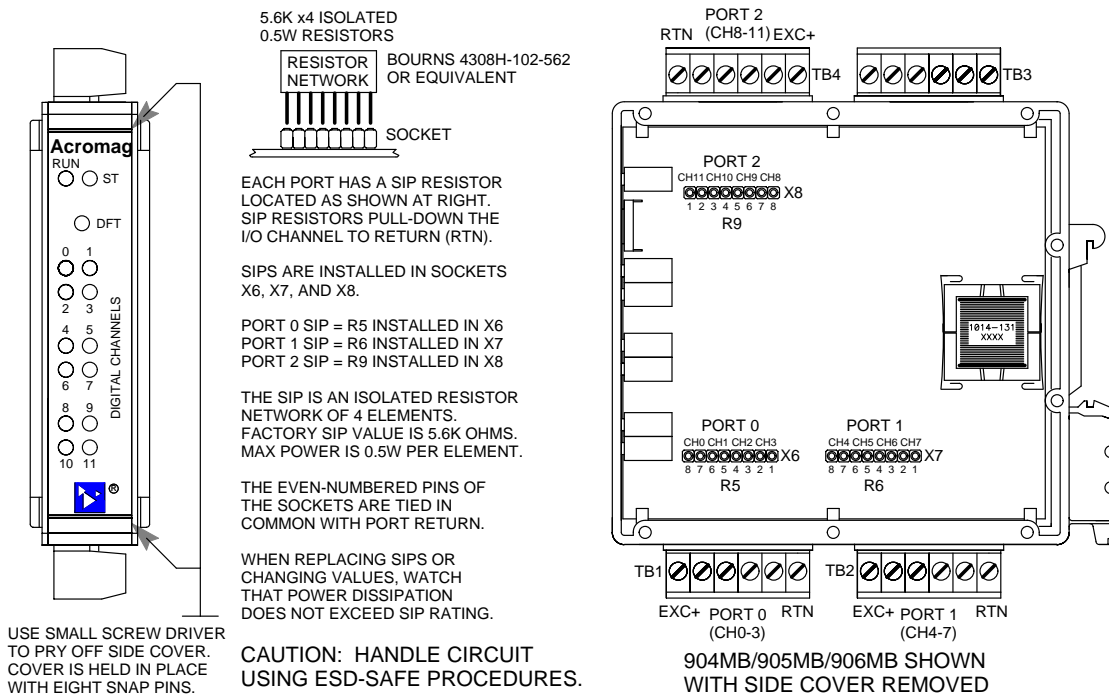 Acromag
RUN
ST
DFT
0 1
2 3
4 5
6 7
8 9
10 11
DIGITAL CHANNELS
®
USE SMALL SCREW DRIVER
TO PRY OFF SIDE COVER.
COVER IS HELD IN PLACE
WITH EIGHT SNAP PINS.
5.6K x4 ISOLATED
0.5W RESISTORS
RESISTOR
NETWORK
BOURNS 4308H-102-562
OR EQUIVALENT
SOCKET
EACH PORT HAS A SIP RESISTOR
LOCATED AS SHOWN AT RIGHT.
SIP RESISTORS PULL-DOWN THE
I/O CHANNEL TO RETURN (RTN).
SIPS ARE INSTALLED IN SOCKETS
X6, X7, AND X8.
PORT 0 SIP = R5 INSTALLED IN X6
PORT 1 SIP = R6 INSTALLED IN X7
PORT 2 SIP = R9 INSTALLED IN X8
THE SIP IS AN ISOLATED RESISTOR
NETWORK OF 4 ELEMENTS.
FACTORY SIP VALUE IS 5.6K OHMS.
MAX POWER IS 0.5W PER ELEMENT.
THE EVEN-NUMBERED PINS OF
THE SOCKETS ARE TIED IN
COMMON WITH PORT RETURN.
WHEN REPLACING SIPS OR
CHANGING VALUES, WATCH
THAT POWER DISSIPATION
DOES NOT EXCEED SIP RATING.
CAUTION: HANDLE CIRCUIT
USING ESD-SAFE PROCEDURES.
PORT 2
RTN (CH8-11) EXC+
TB4
TB3
PORT 2
CH11 CH10 CH9 CH8
X8
1 2 3 4 5 6 7 8
R9
1014-131
XXXX
PORT 0
CH0 CH1 CH2 CH3
X6
8 7 6 5 4 3 2 1
R5
PORT 1
CH4 CH5 CH6 CH7
X7
8 7 6 5 4 3 2 1
R6
TB1
TB2
EXC+ PORT 0 RTN
(CH0-3)
EXC+ PORT 1 RTN
(CH4-7)
904MB/905MB/906MB SHOWN
WITH SIDE COVER REMOVED